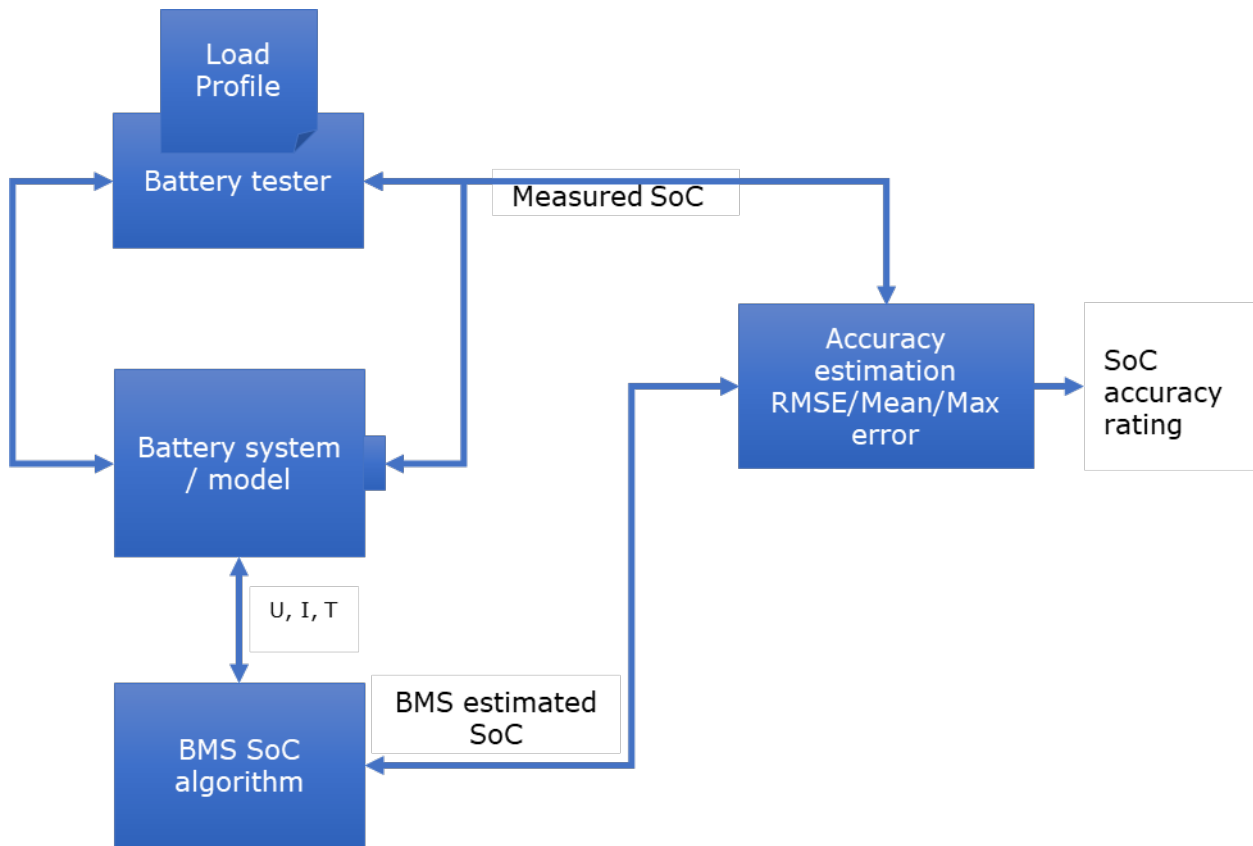 Load
Profile
Battery tester
Measured SoC
Accuracy
estimation
RMSE/Mean/Max
error
SoC
accuracy
rating
Battery system
/ model
U, I, T
BMS estimated
SoC
BMS SoC
algorithm